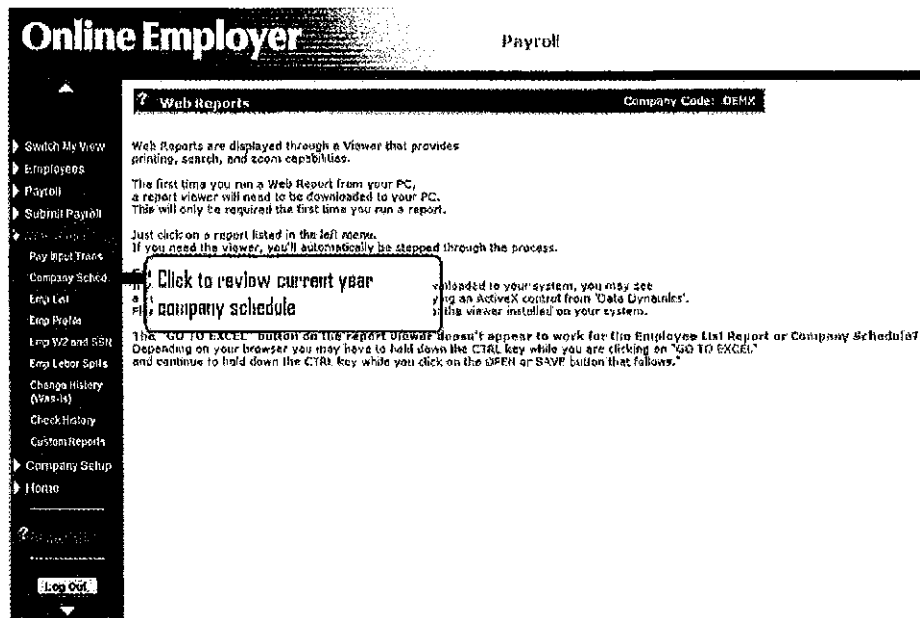 Online Employer
Payroll
? Web Reports
Company Code: DEMX
Switch My View
Employees
Payroll
Submit Payroll
Pay Input Trans
Company Sched.
Emp List
Emp Profile
Emp W2 and SSN
Emp Labor Splits
Change History
(Was-Is)
Check History
Custom Reports
Company Setup
Home
?
Log Out
Web Reports are displayed through a Viewer that provides
printing, search, and zoom capabilities.
The first time you run a Web Report from your PC,
a report viewer will need to be downloaded to your PC.
This will only be required the first time you run a report.
Just click on a report listed in the left menu.
If you need the viewer, you'll automatically be stepped through the process.
Click to review current year
company schedule
nloaded to your system, you may see
ng an ActiveX control from 'Data Dynamics'.
the viewer installed on your system.
The "GO TO EXCEL" button on the report viewer doesn't appear to work for the Employee List Report or Company Schedule?
Depending on your browser you may have to hold down the CTRL key while you are clicking on "GO TO EXCEL"
and continue to hold down the CTRL key while you click on the OPEN or SAVE button that follows."